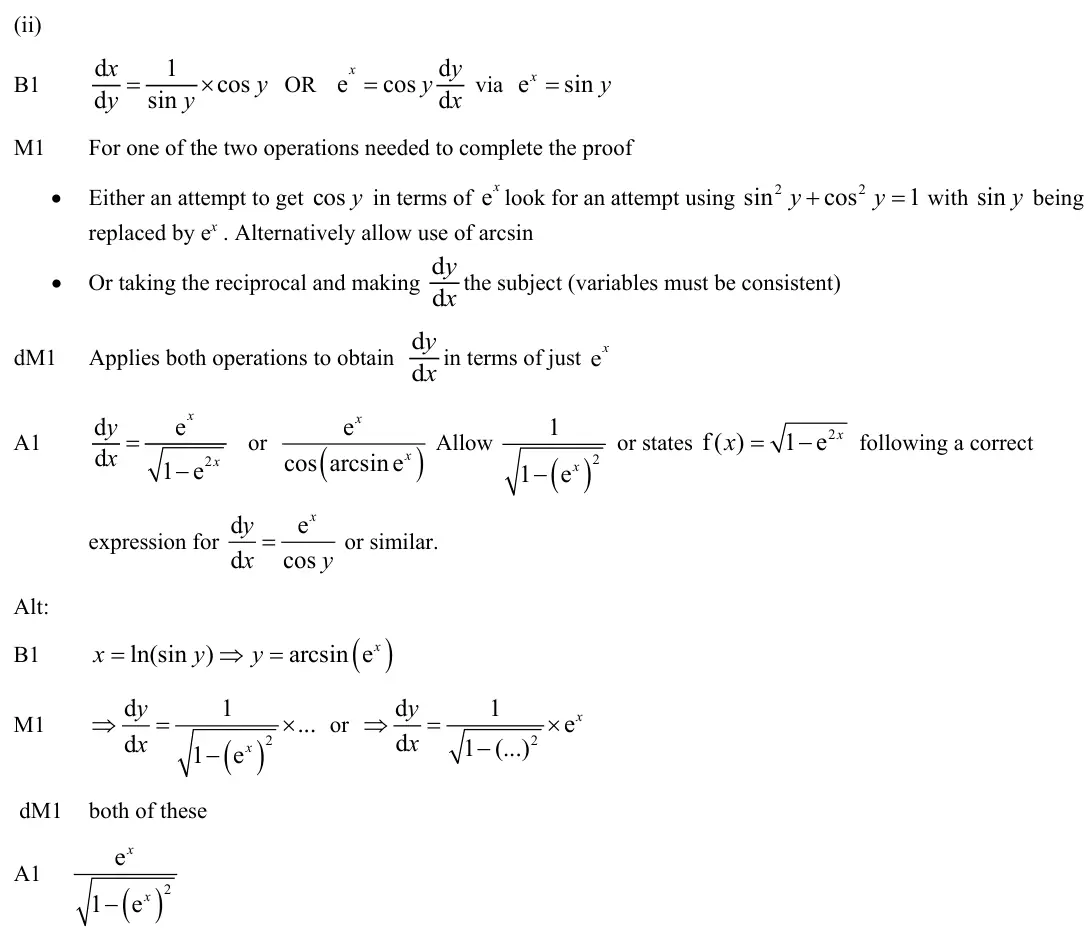 (ii)
B1 dx/dy = 1/sin y × cos y OR e^x = cos y dy/dx via e^x = sin y
M1 For one of the two operations needed to complete the proof
• Either an attempt to get cos y in terms of e^x look for an attempt using sin² y + cos² y = 1 with sin y being
replaced by e^x . Alternatively allow use of arcsin
• Or taking the reciprocal and making dy/dx the subject (variables must be consistent)
dM1 Applies both operations to obtain dy/dx in terms of just e^x
A1 dy/dx = e^x/√(1−e^(2x)) or e^x/cos(arcsin e^x) Allow 1/√(1−(e^x)²) or states f(x) = √(1−e^(2x)) following a correct
expression for dy/dx = e^x/cos y or similar.
Alt:
B1 x = ln(sin y) ⇒ y = arcsin(e^x)
M1 ⇒ dy/dx = 1/√(1−(e^x)²) × ... or ⇒ dy/dx = 1/√(1−(...)²) × e^x
dM1 both of these
A1 e^x/√(1−(e^x)²)